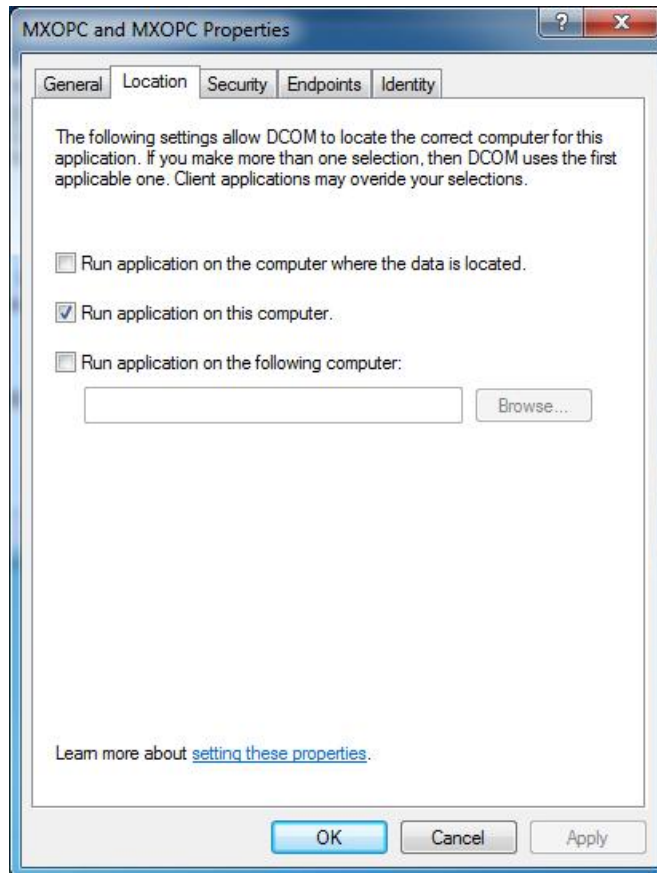 MXOPC and MXOPC Properties
?
General Location Security Endpoints Identity
The following settings allow DCOM to locate the correct computer for this
application. If you make more than one selection, then DCOM uses the first
applicable one. Client applications may overide your selections.
Run application on the computer where the data is located.
Run application on this computer.
Run application on the following computer:
Browse...
Learn more about setting these properties.
OK Cancel Apply